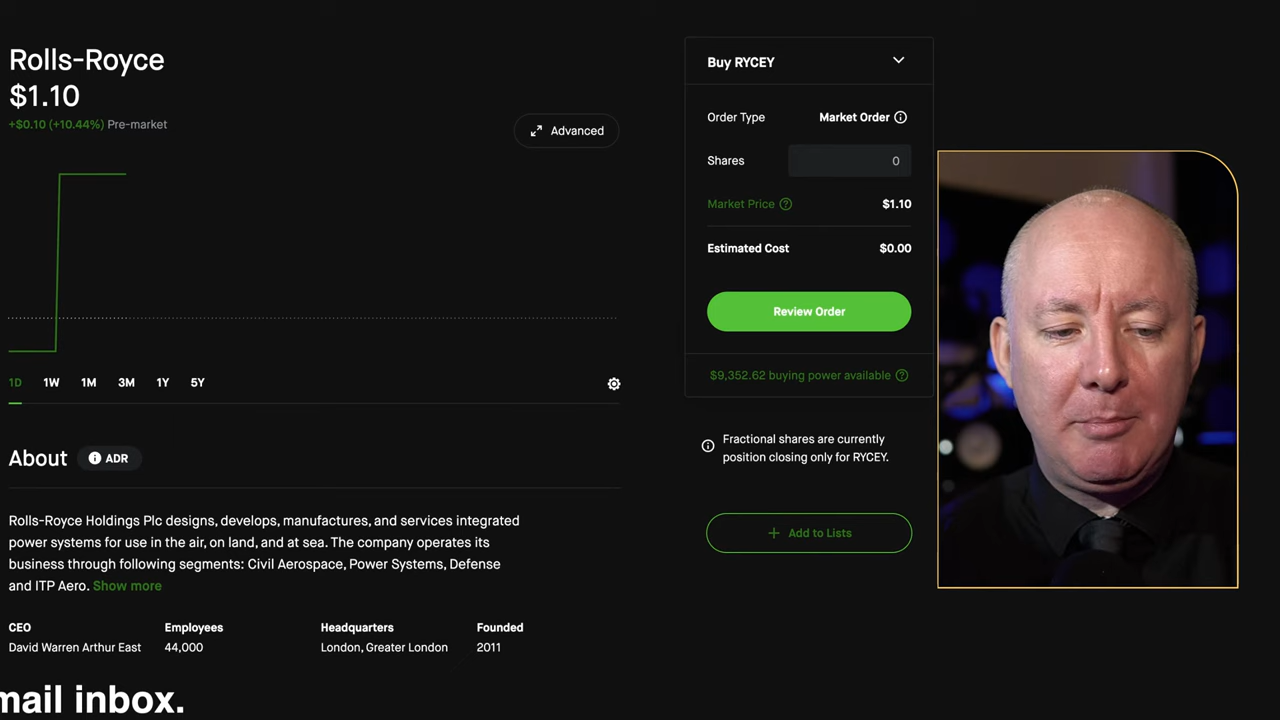 Rolls-Royce
$1.10
+$0.10 (+10.44%) Pre-market
Advanced
1D 1W 1M 3M 1Y 5Y
About ADR
Rolls-Royce Holdings Plc designs, develops, manufactures, and services integrated
power systems for use in the air, on land, and at sea. The company operates its
business through following segments: Civil Aerospace, Power Systems, Defense
and ITP Aero. Show more
CEO Employees Headquarters Founded
David Warren Arthur East 44,000 London, Greater London 2011
Buy RYCEY
Order Type Market Order
Shares 0
Market Price $1.10
Estimated Cost $0.00
Review Order
$9,352.62 buying power available
Fractional shares are currently
position closing only for RYCEY.
+ Add to Lists
mail inbox.